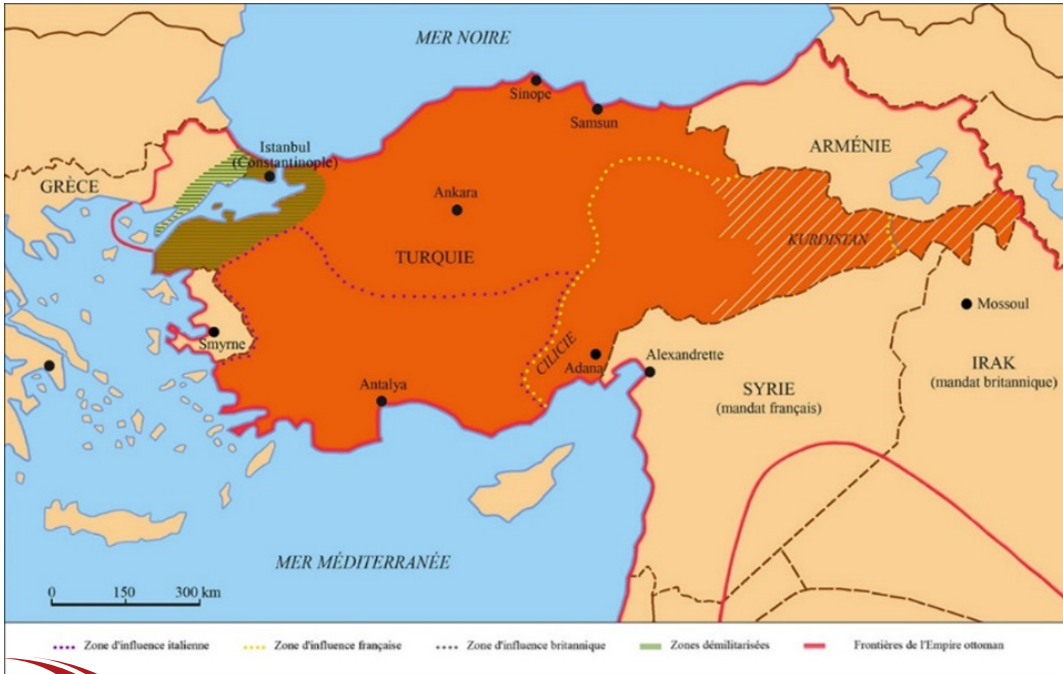 MER NOIRE
Sinope
Samsun
ARMÉNIE
Istanbul
(Constantinople)
GRÈCE
Ankara
KURDISTAN
TURQUIE
Mossoul
Smyrne
CILICIE
Adana
Alexandrette
IRAK
(mandat britannique)
Antalya
SYRIE
(mandat français)
MER MÉDITERRANÉE
0 150 300 km
Zone d'influence italienne
Zone d'influence française
Zone d'influence britannique
Zones démilitarisées
Frontières de l'Empire ottoman